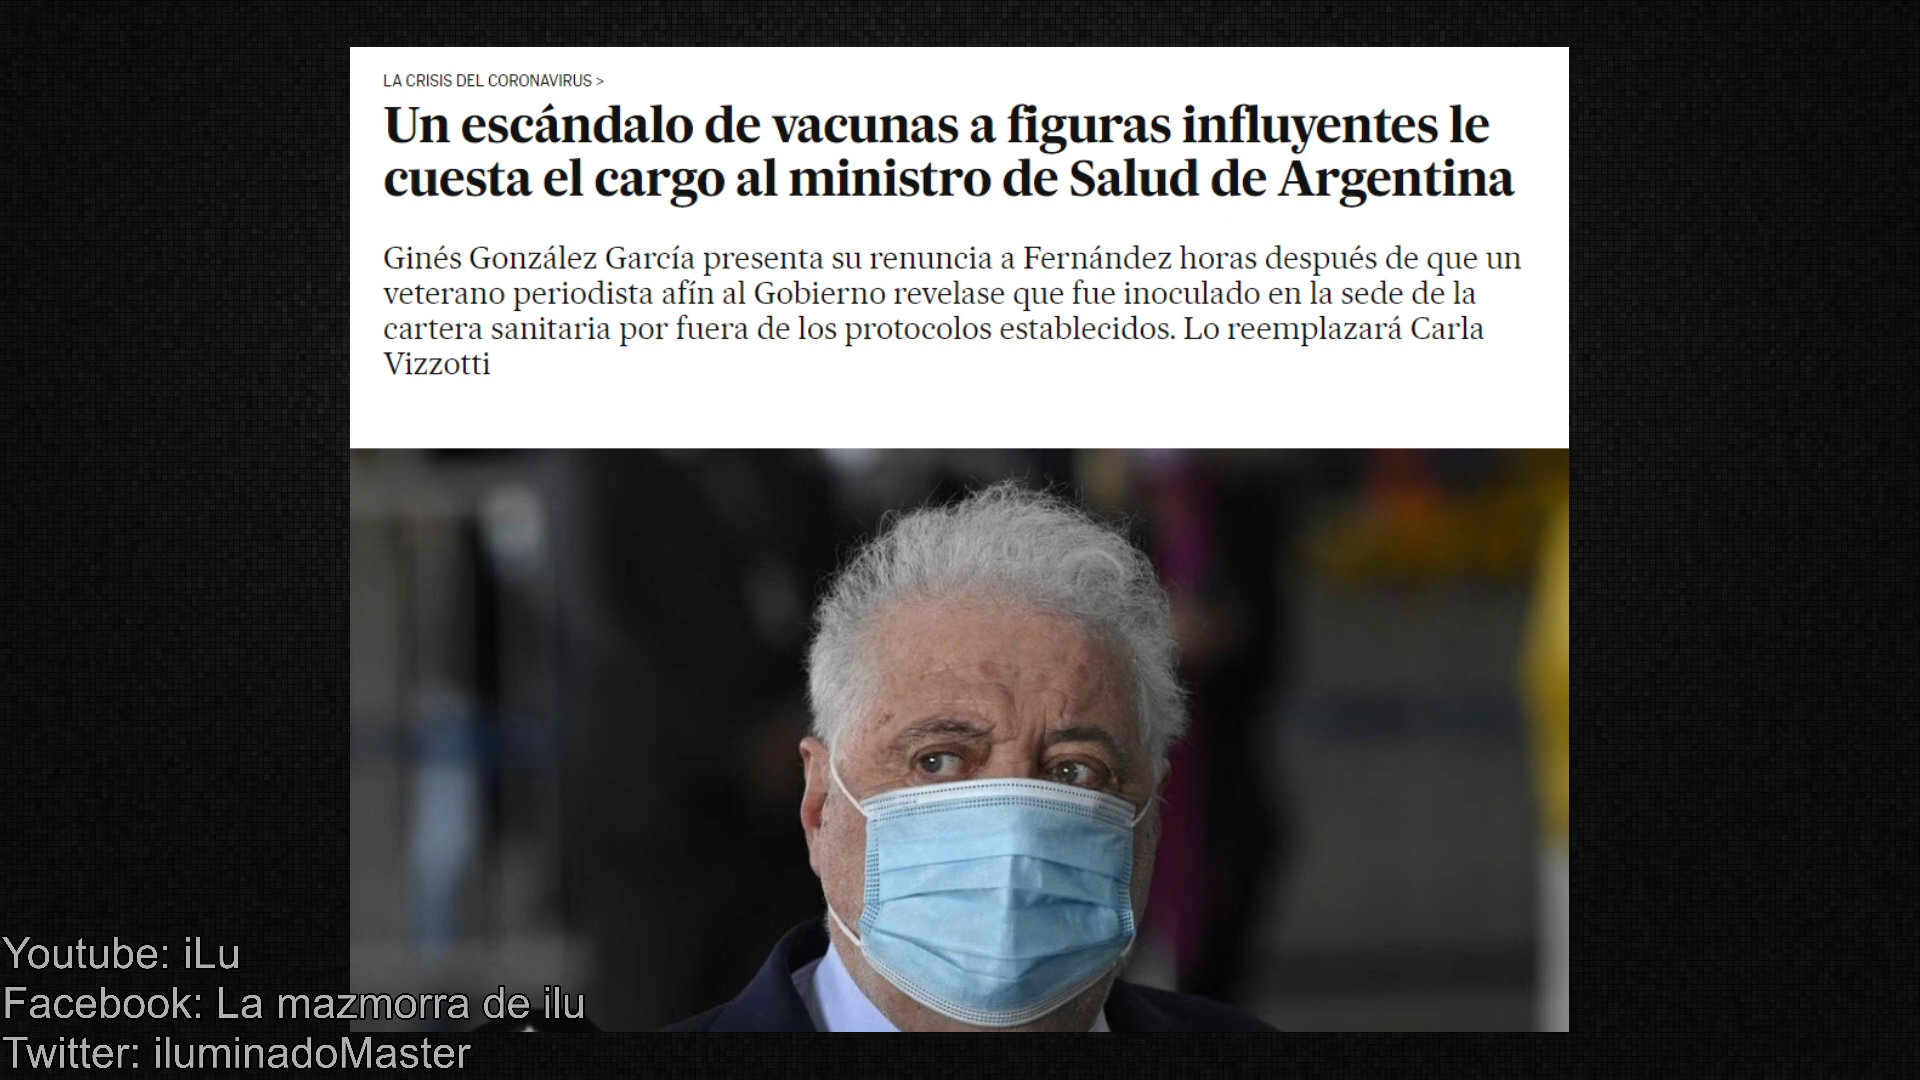 LA CRISIS DEL CORONAVIRUS >
Un escándalo de vacunas a figuras influyentes le
cuesta el cargo al ministro de Salud de Argentina
Ginés González García presenta su renuncia a Fernández horas después de que un
veterano periodista afín al Gobierno revelase que fue inoculado en la sede de la
cartera sanitaria por fuera de los protocolos establecidos. Lo reemplazará Carla
Vizzotti
Youtube: iLu
Facebook: La mazmorra de ilu
Twitter: iluminadoMaster